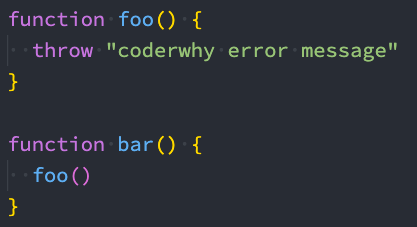 function foo() {
  throw "coderwhy error message"
}

function bar() {
  foo()
}